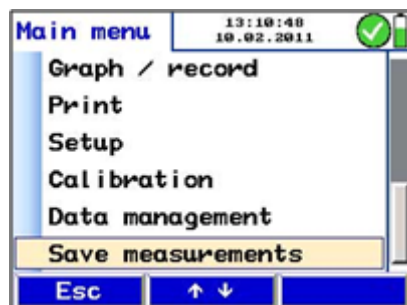 Main menu
13:10:48
10.02.2011
Graph / record
Print
Setup
Calibration
Data management
Save measurements
Esc ↑ ↓